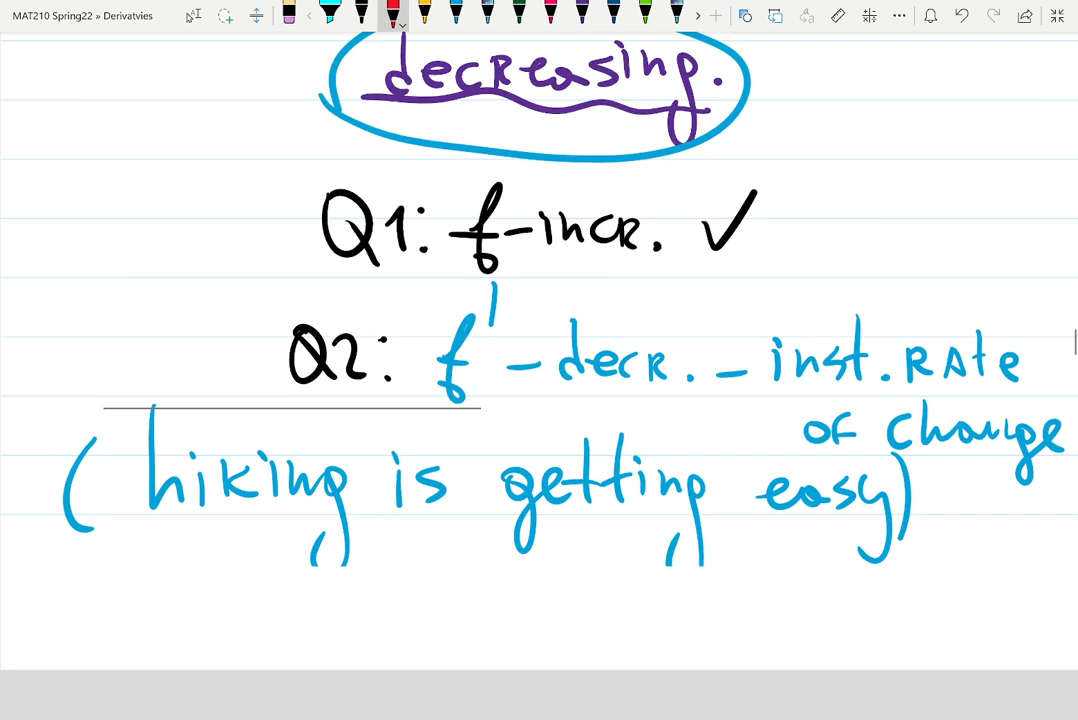 MAT210 Spring22 » Derivatvies
decreasing.
Q1: f-incr. ✓
Q2: f' - decr. - inst. Rate
of change
(hiking is getting easy)